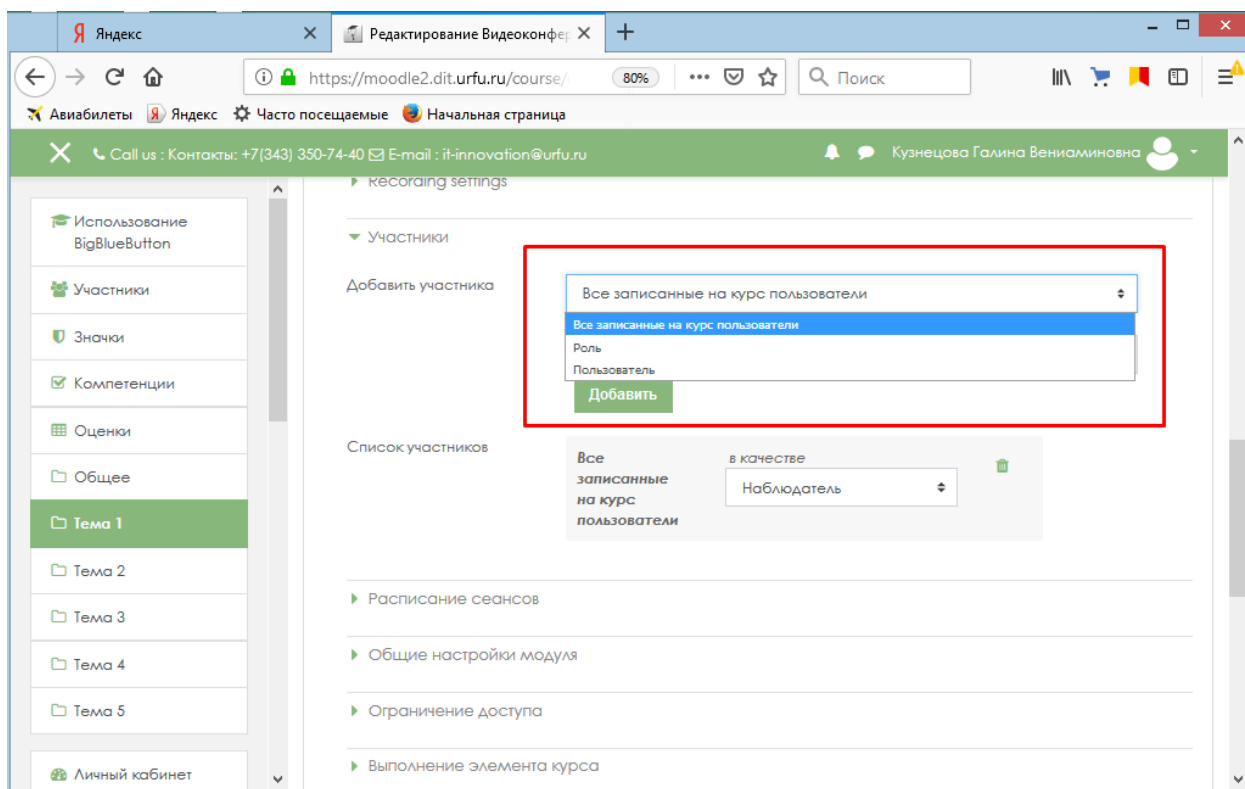 Яндекс
Редактирование Видеоконфер
https://moodle2.dit.urfu.ru/course/
80%
Поиск
Авиабилеты Яндекс Часто посещаемые Начальная страница
Call us : Контакты: +7(343) 350-74-40 E-mail : it-innovation@urfu.ru
Кузнецова Галина Вениаминовна
Использование
BigBlueButton
Участники
Значки
Компетенции
Оценки
Общее
Тема 1
Тема 2
Тема 3
Тема 4
Тема 5
Личный кабинет
Recording settings
Участники
Добавить участника
Все записанные на курс пользователи
Все записанные на курс пользователи
Роль
Пользователь
Добавить
Список участников
Все
записанные
на курс
пользователи
в качестве
Наблюдатель
Расписание сеансов
Общие настройки модуля
Ограничение доступа
Выполнение элемента курса